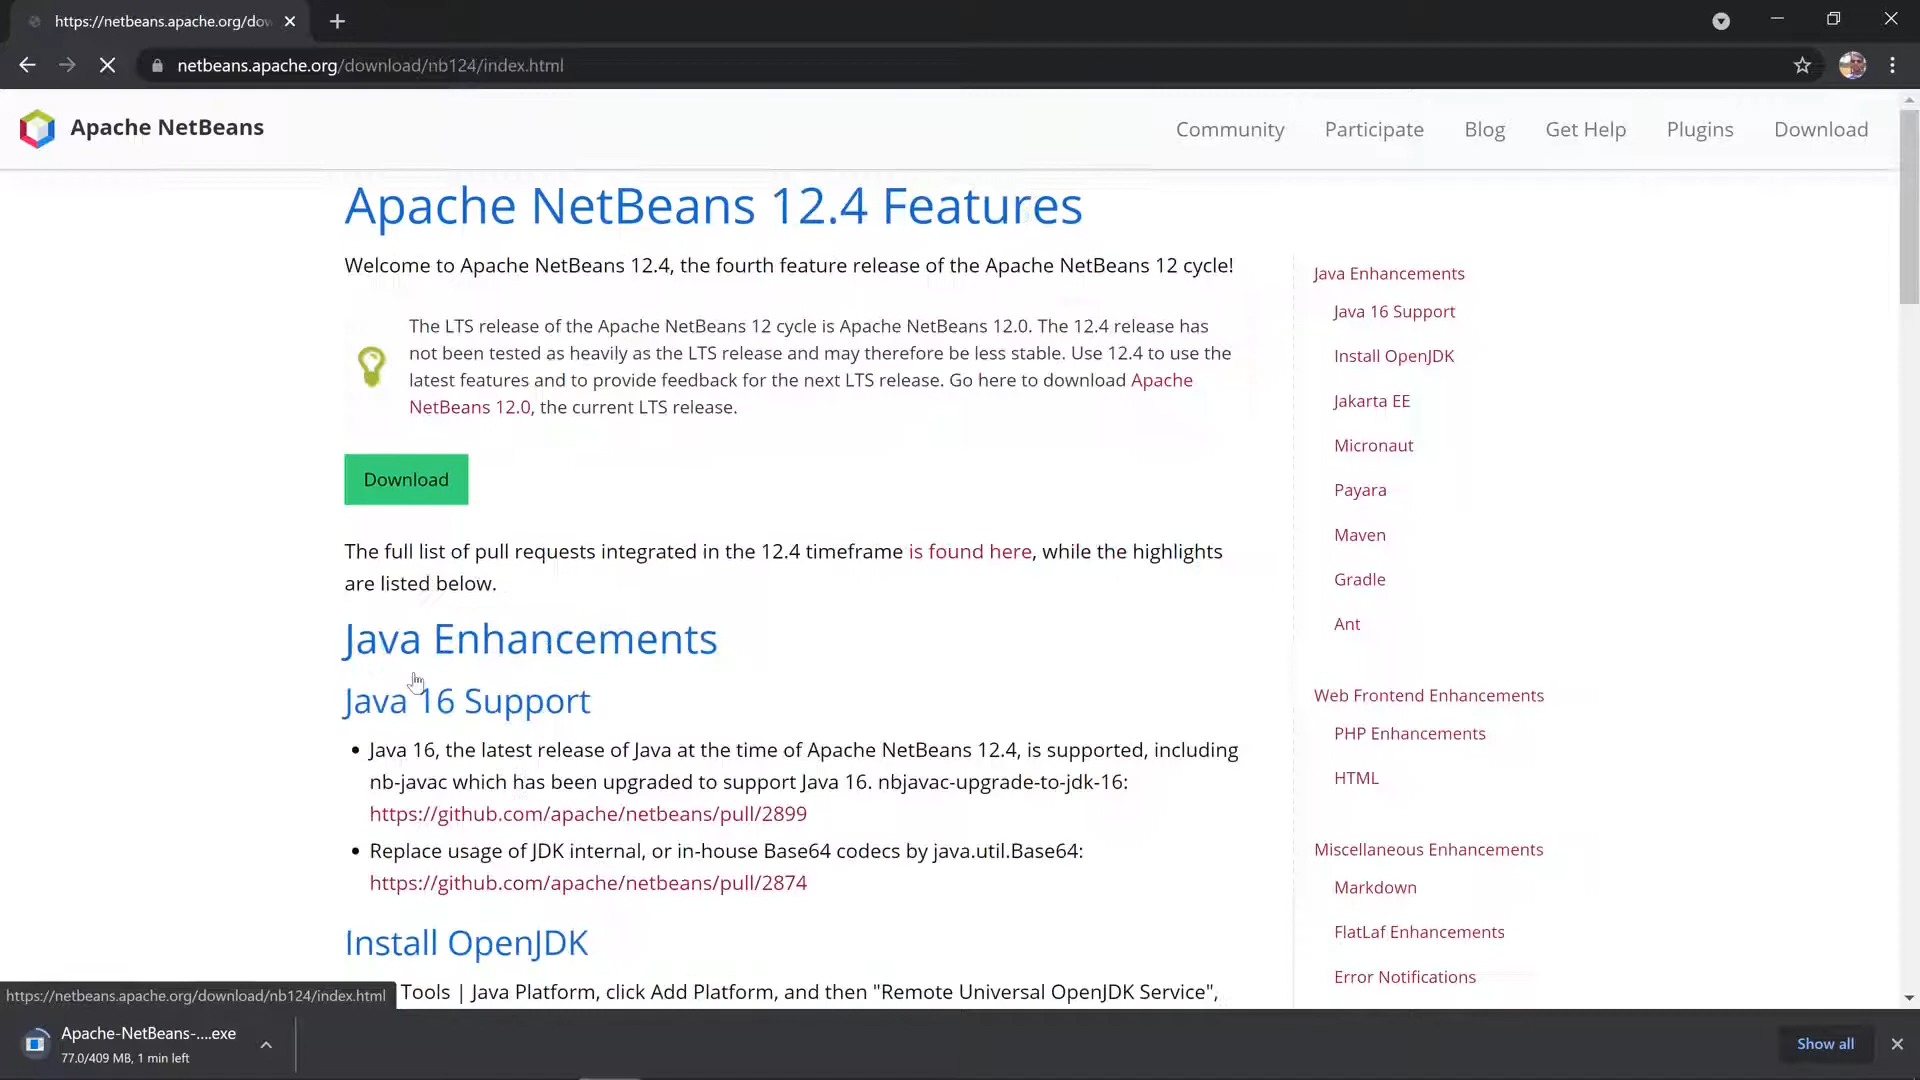 https://netbeans.apache.org/dow
netbeans.apache.org/download/nb124/index.html
Apache NetBeans
Community
Participate
Blog
Get Help
Plugins
Download
Apache NetBeans 12.4 Features
Welcome to Apache NetBeans 12.4, the fourth feature release of the Apache NetBeans 12 cycle!
The LTS release of the Apache NetBeans 12 cycle is Apache NetBeans 12.0. The 12.4 release has
not been tested as heavily as the LTS release and may therefore be less stable. Use 12.4 to use the
latest features and to provide feedback for the next LTS release. Go here to download Apache
NetBeans 12.0, the current LTS release.
Download
The full list of pull requests integrated in the 12.4 timeframe is found here, while the highlights
are listed below.
Java Enhancements
Java 16 Support
Java 16, the latest release of Java at the time of Apache NetBeans 12.4, is supported, including
nb-javac which has been upgraded to support Java 16. nbjavac-upgrade-to-jdk-16:
https://github.com/apache/netbeans/pull/2899
Replace usage of JDK internal, or in-house Base64 codecs by java.util.Base64:
https://github.com/apache/netbeans/pull/2874
Install OpenJDK
Tools | Java Platform, click Add Platform, and then "Remote Universal OpenJDK Service",
Java Enhancements
Java 16 Support
Install OpenJDK
Jakarta EE
Micronaut
Payara
Maven
Gradle
Ant
Web Frontend Enhancements
PHP Enhancements
HTML
Miscellaneous Enhancements
Markdown
FlatLaf Enhancements
Error Notifications
https://netbeans.apache.org/download/nb124/index.html
Apache-NetBeans-....exe
77.0/409 MB, 1 min left
Show all